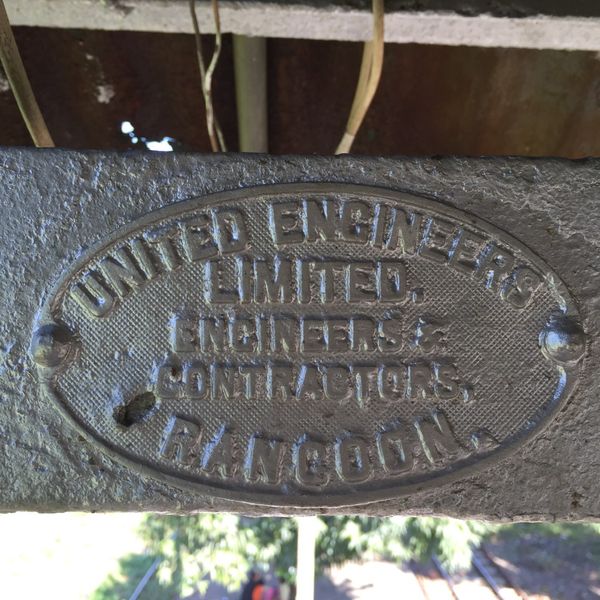 UNITED ENGINEERS
LIMITED.
ENGINEERS &
CONTRACTORS,
RANGOON.